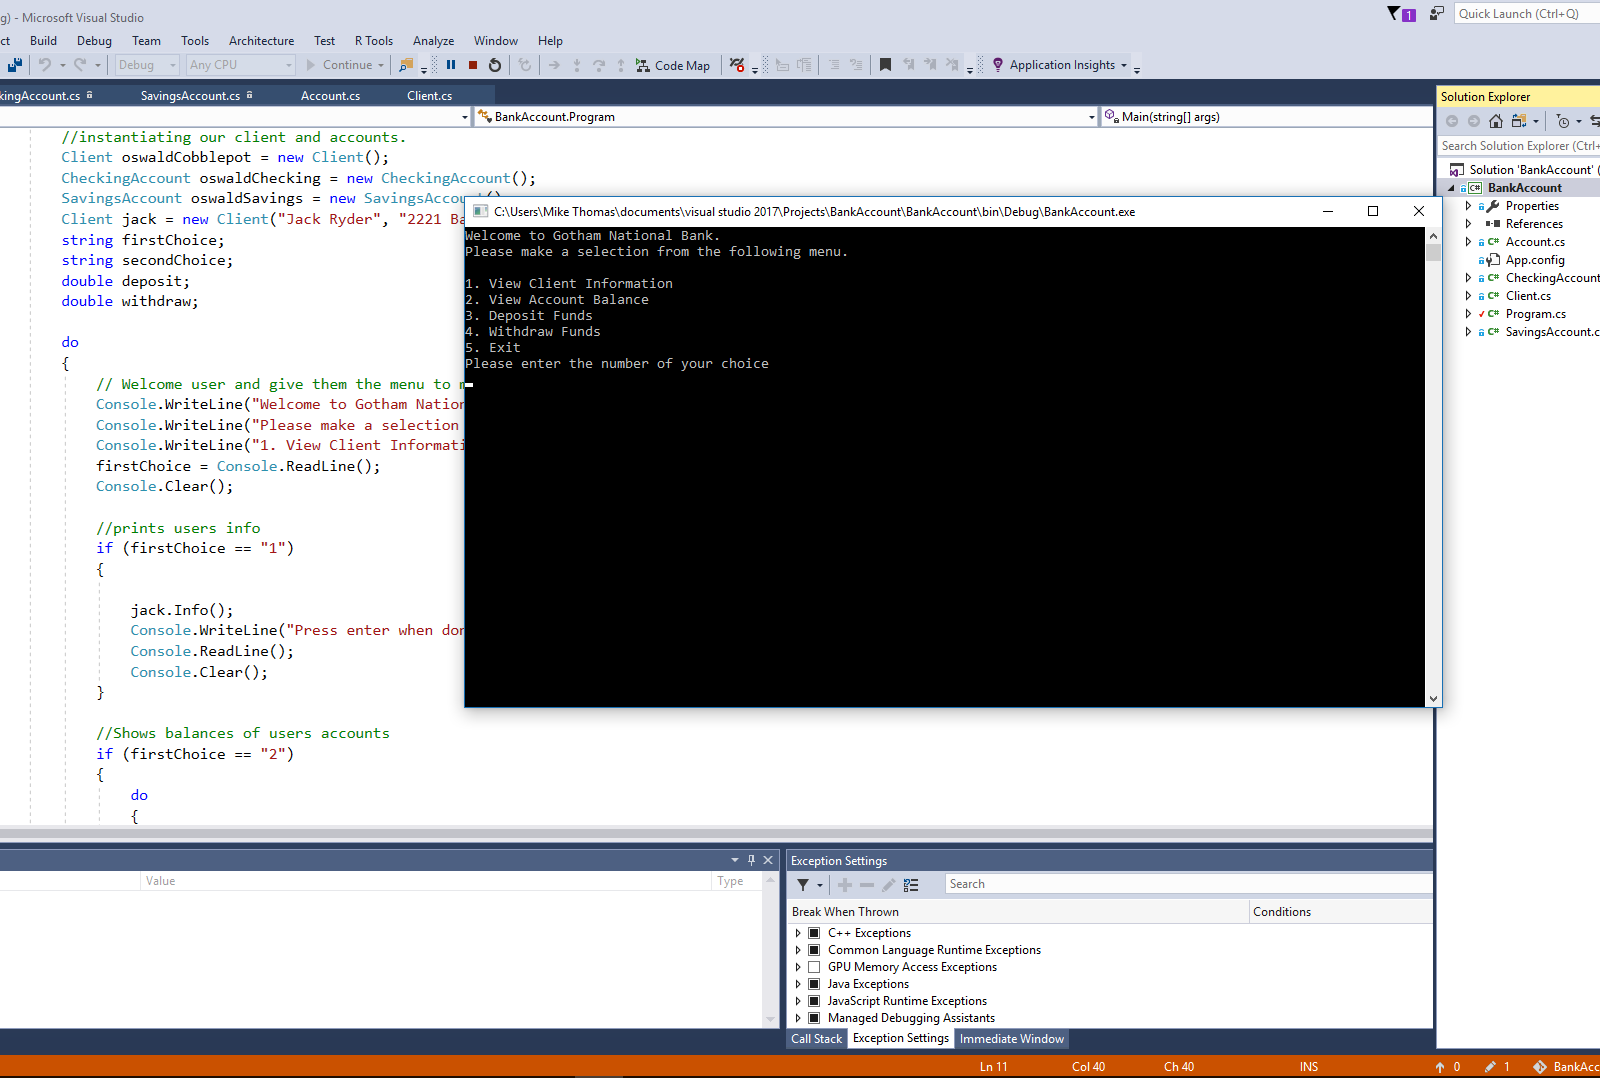 g) - Microsoft Visual Studio
1
Quick Launch (Ctrl+Q)
ct Build Debug Team Tools Architecture Test R Tools Analyze Window Help
Debug Any CPU Continue Code Map Application Insights
kingAccount.cs SavingsAccount.cs Account.cs Client.cs
BankAccount.Program Main(string[] args)
//instantiating our client and accounts.
Client oswaldCobblepot = new Client();
CheckingAccount oswaldChecking = new CheckingAccount();
SavingsAccount oswaldSavings = new SavingsAccount()
Client jack = new Client("Jack Ryder", "2221 Ba
string firstChoice;
string secondChoice;
double deposit;
double withdraw;
do
{
// Welcome user and give them the menu to
Console.WriteLine("Welcome to Gotham Nation
Console.WriteLine("Please make a selection
Console.WriteLine("1. View Client Informati
firstChoice = Console.ReadLine();
Console.Clear();
//prints users info
if (firstChoice == "1")
{
jack.Info();
Console.WriteLine("Press enter when don
Console.ReadLine();
Console.Clear();
}
//Shows balances of users accounts
if (firstChoice == "2")
{
do
{
C:\Users\Mike Thomas\documents\visual studio 2017\Projects\BankAccount\BankAccount\bin\Debug\BankAccount.exe
Welcome to Gotham National Bank.
Please make a selection from the following menu.
1. View Client Information
2. View Account Balance
3. Deposit Funds
4. Withdraw Funds
5. Exit
Please enter the number of your choice
Solution Explorer
Search Solution Explorer (Ctrl+
Solution 'BankAccount' (
C# BankAccount
Properties
References
C# Account.cs
App.config
C# CheckingAccount
C# Client.cs
C# Program.cs
C# SavingsAccount.c
Value Type
Exception Settings
Search
Break When Thrown Conditions
C++ Exceptions
Common Language Runtime Exceptions
GPU Memory Access Exceptions
Java Exceptions
JavaScript Runtime Exceptions
Managed Debugging Assistants
Call Stack Exception Settings Immediate Window
Ln 11 Col 40 Ch 40 INS 0 1 BankAcc